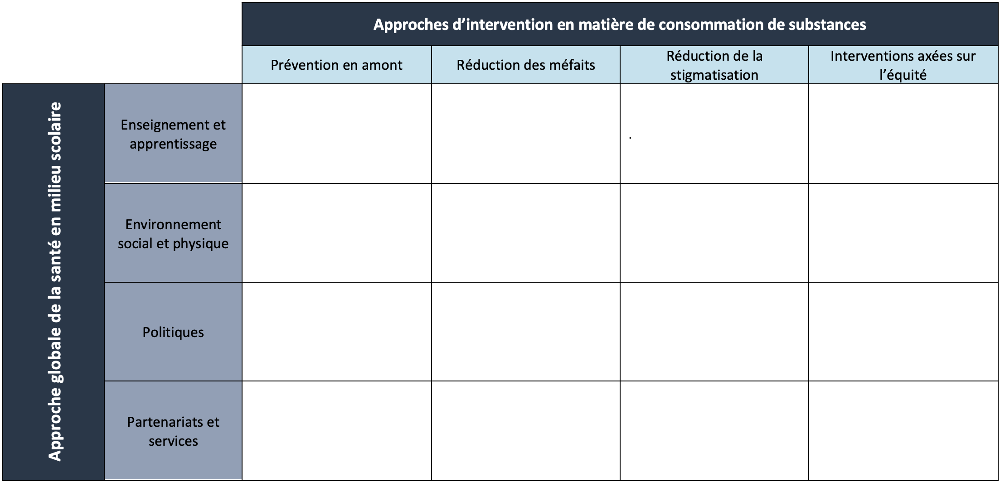 Approches d’intervention en matière de consommation de substances
Prévention en amont
Réduction des méfaits
Réduction de la
stigmatisation
Interventions axées sur
l’équité
Approche globale de la santé en milieu scolaire
Enseignement et
apprentissage
.
Environnement
social et physique
Politiques
Partenariats et
services